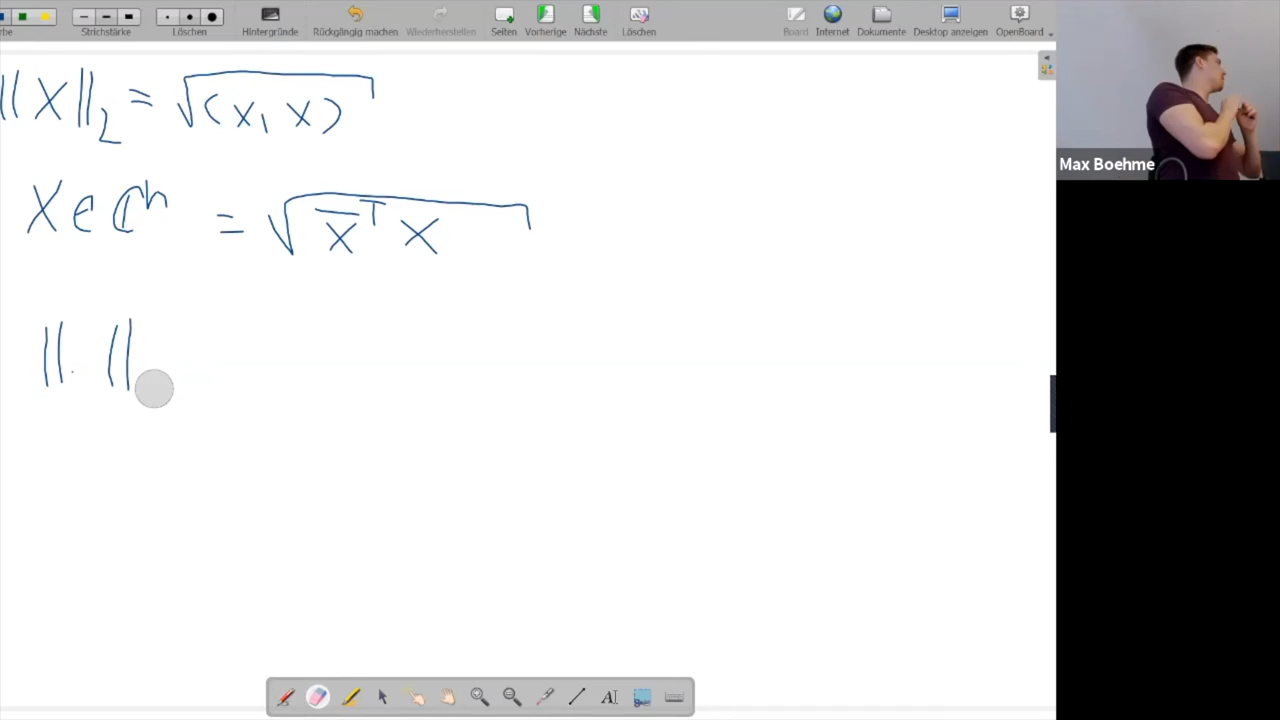 rbe Strichstärke Löschen Hintergründe Rückgängig machen Wiederherstellen Seiten Vorherige Nächste Löschen Board Internet Dokumente Desktop anzeigen OpenBoard
‖x‖₂ = √(x, x)
x ∈ ℂⁿ = √x̅ᵀ x
‖·‖
Max Boehme